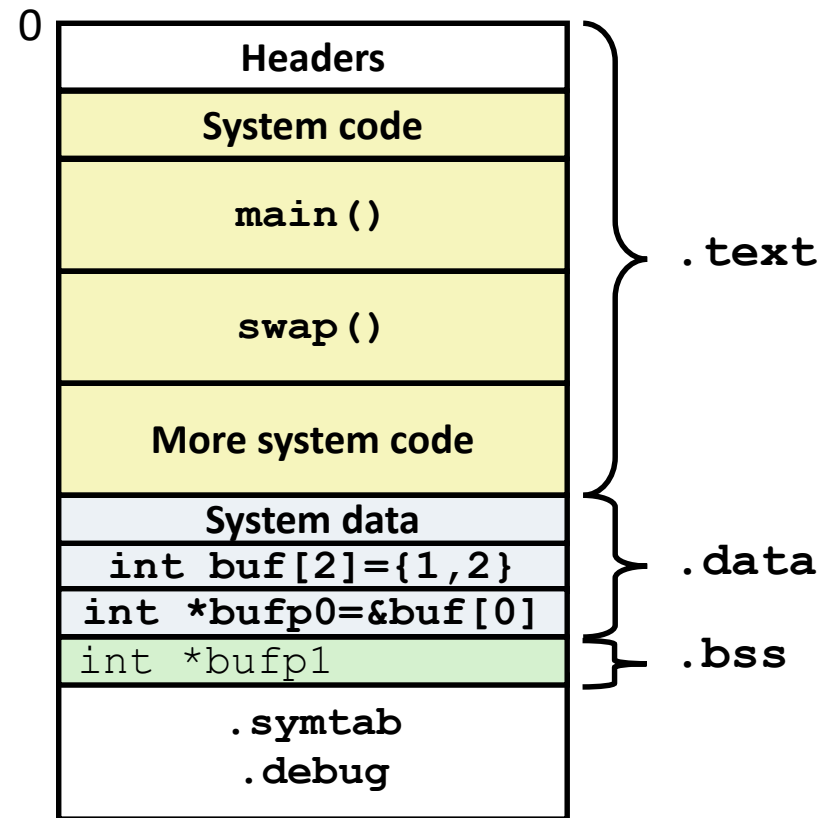 0
Headers
System code
main()
swap()
More system code
.text
System data
int buf[2]={1,2}
int *bufp0=&buf[0]
.data
int *bufp1
.bss
.symtab
.debug